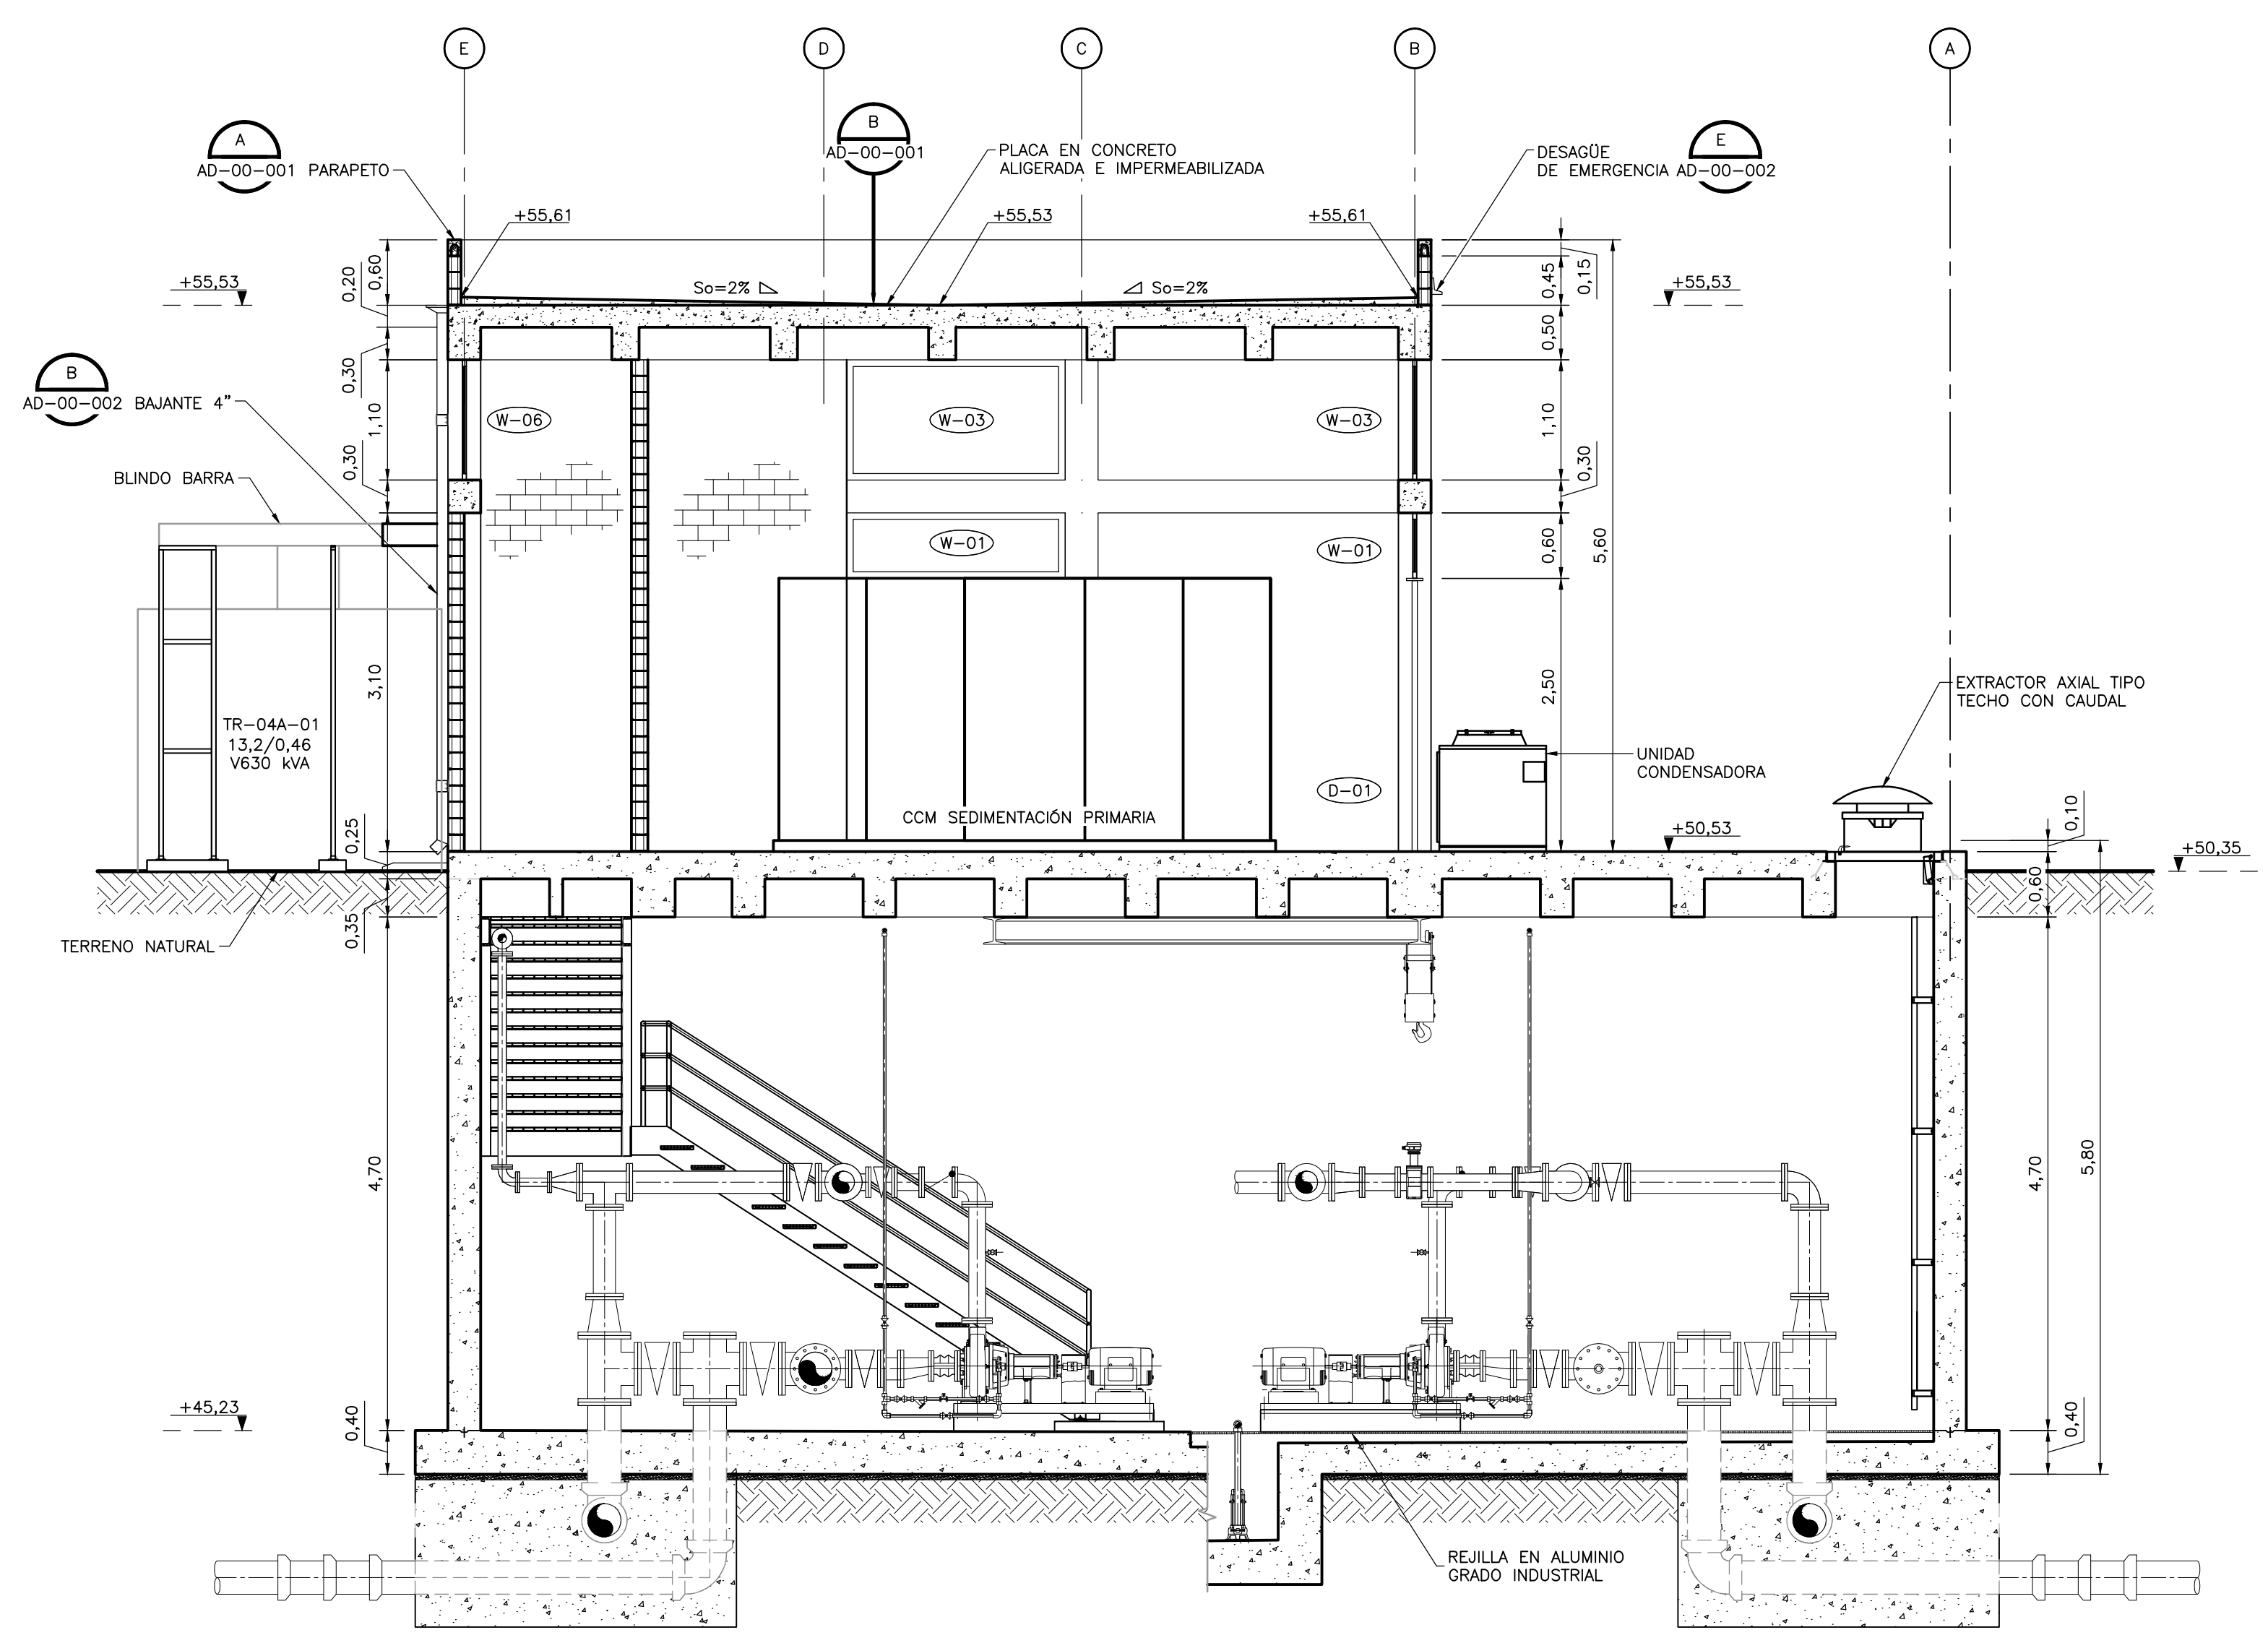 E
D
C
B
A
A
AD-00-001 PARAPETO
B
AD-00-001
PLACA EN CONCRETO
ALIGERADA E IMPERMEABILIZADA
DESAGÜE
DE EMERGENCIA
E
AD-00-002
+55,61
+55,53
+55,61
+55,53
So=2%
So=2%
+55,53
0,20
0,60
0,45
0,15
0,50
0,30
B
AD-00-002 BAJANTE 4"
1,10
W-06
W-03
W-03
1,10
0,30
0,30
BLINDO BARRA
W-01
W-01
0,60
5,60
3,10
2,50
EXTRACTOR AXIAL TIPO
TECHO CON CAUDAL
TR-04A-01
13,2/0,46
V630 kVA
UNIDAD
CONDENSADORA
D-01
CCM SEDIMENTACIÓN PRIMARIA
0,25
+50,53
0,10
+50,35
0,60
0,35
TERRENO NATURAL
4,70
4,70
5,80
+45,23
0,40
0,40
REJILLA EN ALUMINIO
GRADO INDUSTRIAL